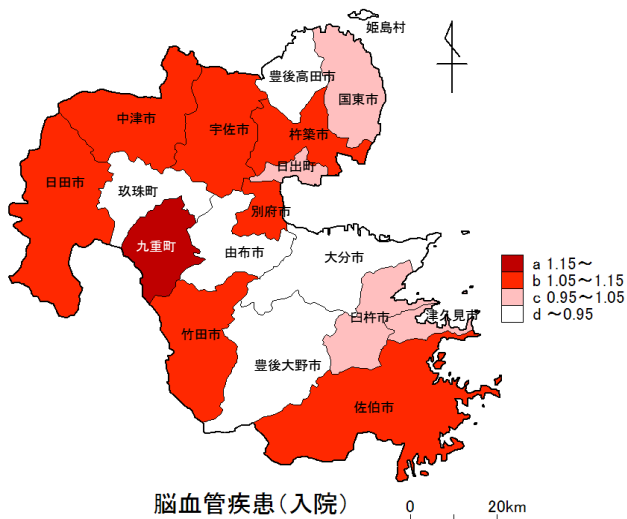 姫島村
豊後高田市
国東市
中津市
宇佐市
杵築市
日出町
日田市
玖珠町
別府市
九重町
由布市
大分市
a 1.15～
b 1.05～1.15
c 0.95～1.05
d ～0.95
臼杵市
津久見市
竹田市
豊後大野市
佐伯市
脳血管疾患(入院)
0 20km